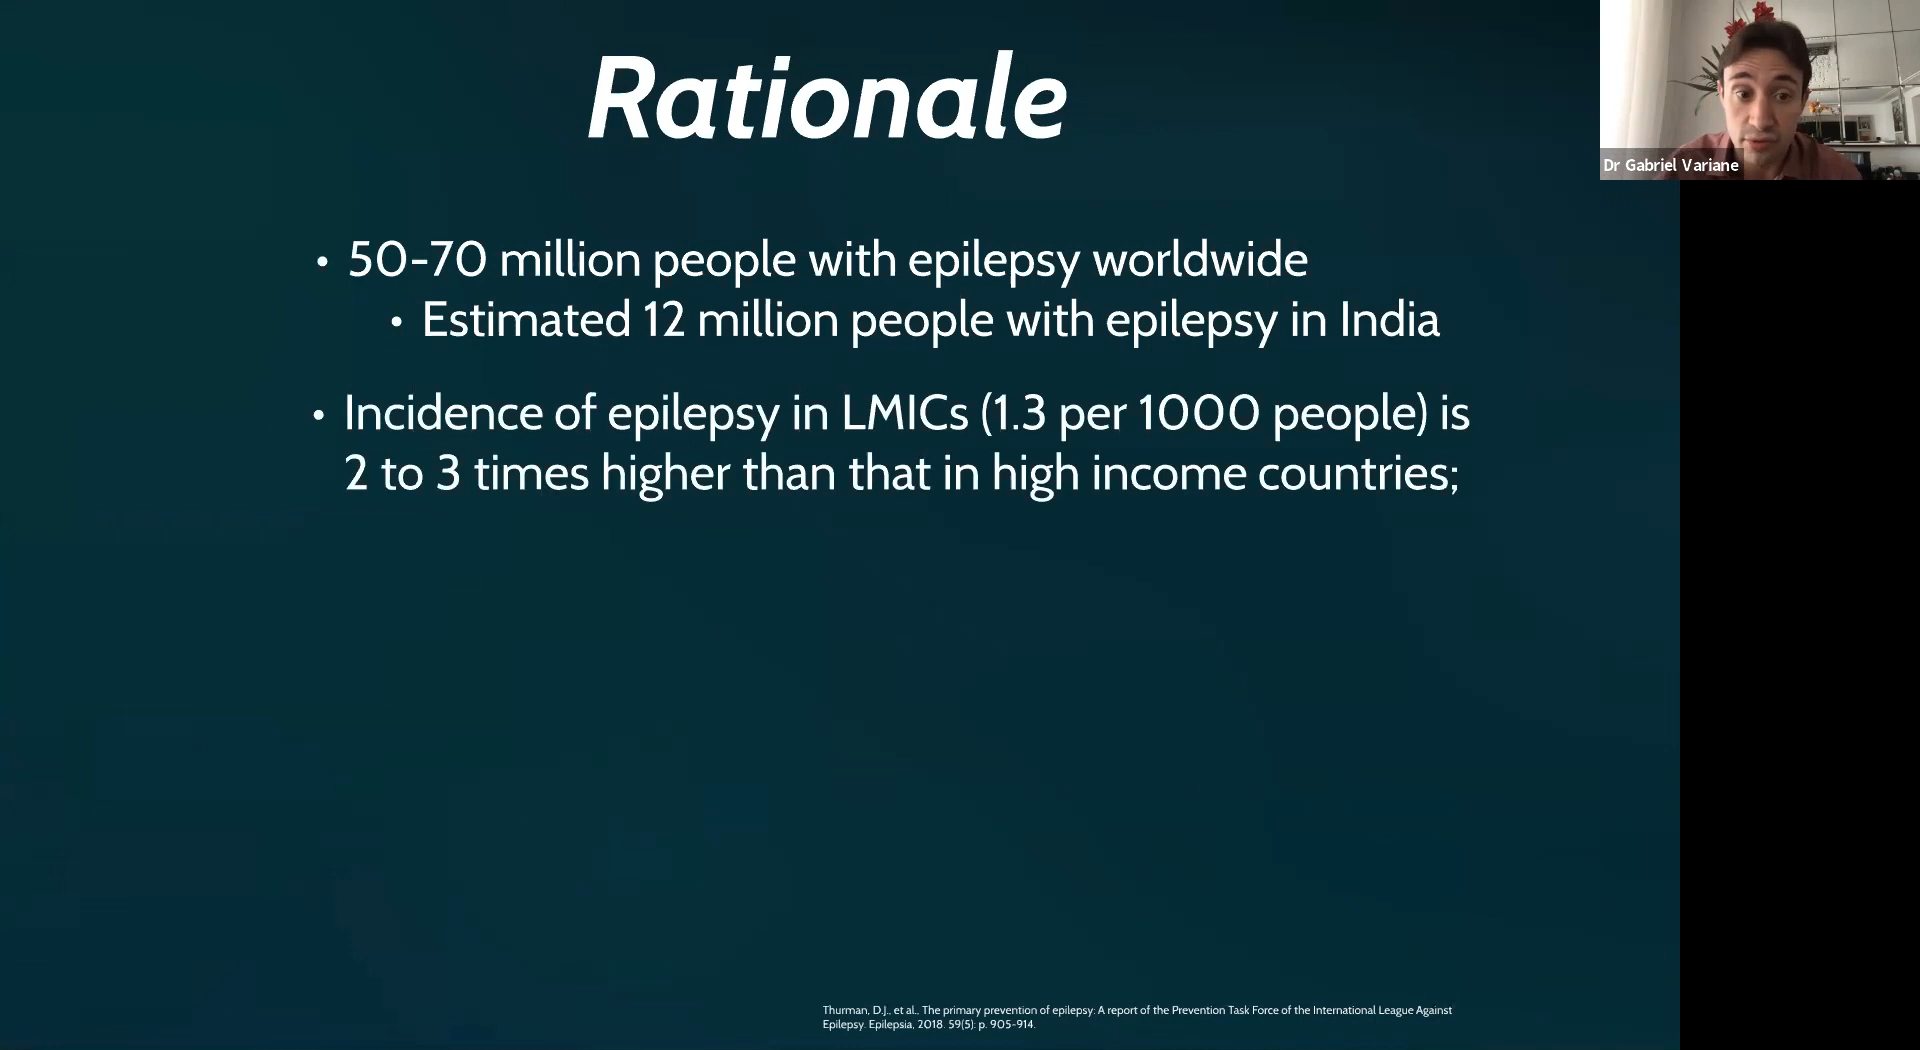 Rationale
Dr Gabriel Variane
• 50-70 million people with epilepsy worldwide
• Estimated 12 million people with epilepsy in India
• Incidence of epilepsy in LMICs (1.3 per 1000 people) is
2 to 3 times higher than that in high income countries;
Thurman, D.J., et al., The primary prevention of epilepsy: A report of the Prevention Task Force of the International League Against
Epilepsy. Epilepsia, 2018. 59(5): p. 905-914.